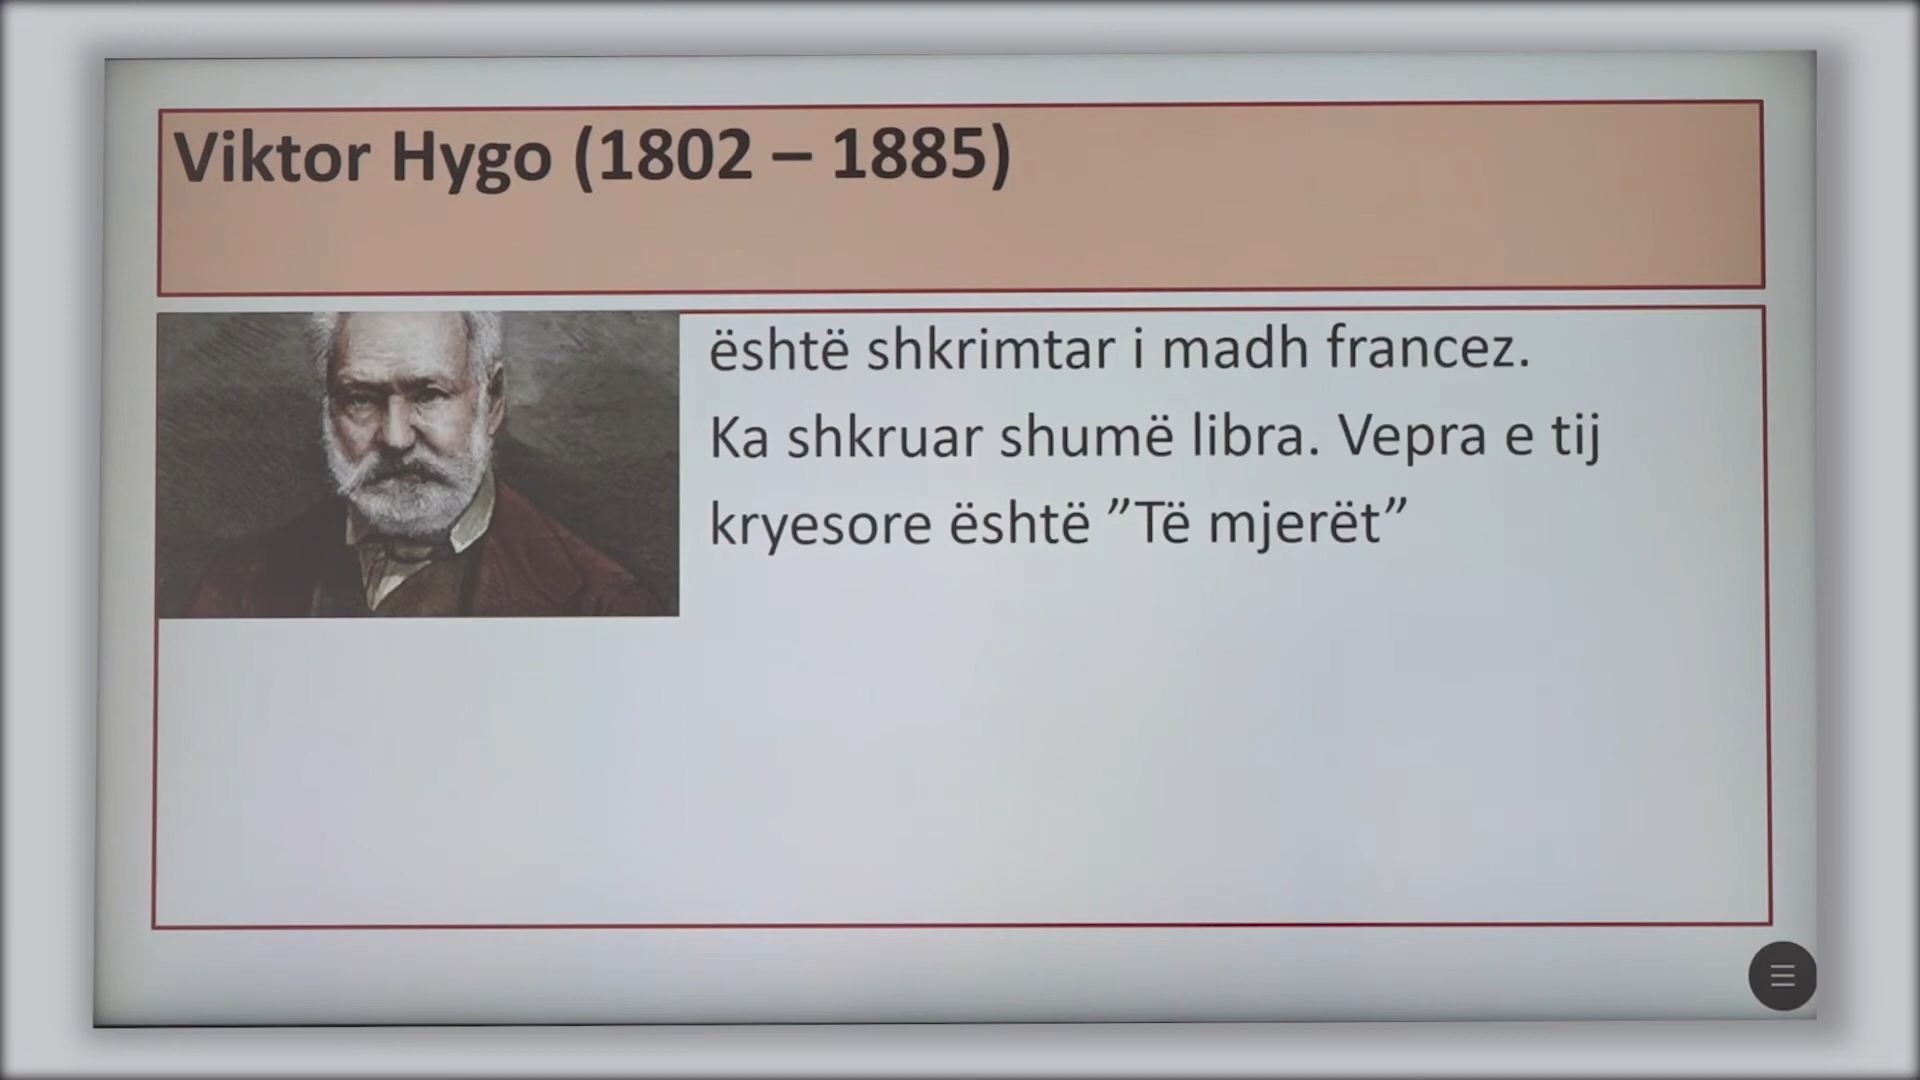 Viktor Hygo (1802 – 1885)
është shkrimtar i madh francez.
Ka shkruar shumë libra. Vepra e tij
kryesore është ”Të mjerët”